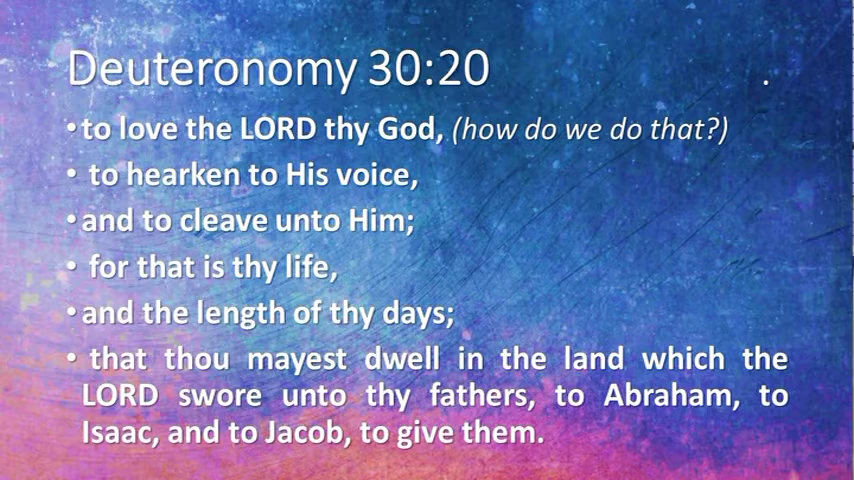 Deuteronomy 30:20 .
•to love the LORD thy God, (how do we do that?)
• to hearken to His voice,
•and to cleave unto Him;
• for that is thy life,
•and the length of thy days;
• that thou mayest dwell in the land which the
LORD swore unto thy fathers, to Abraham, to
Isaac, and to Jacob, to give them.